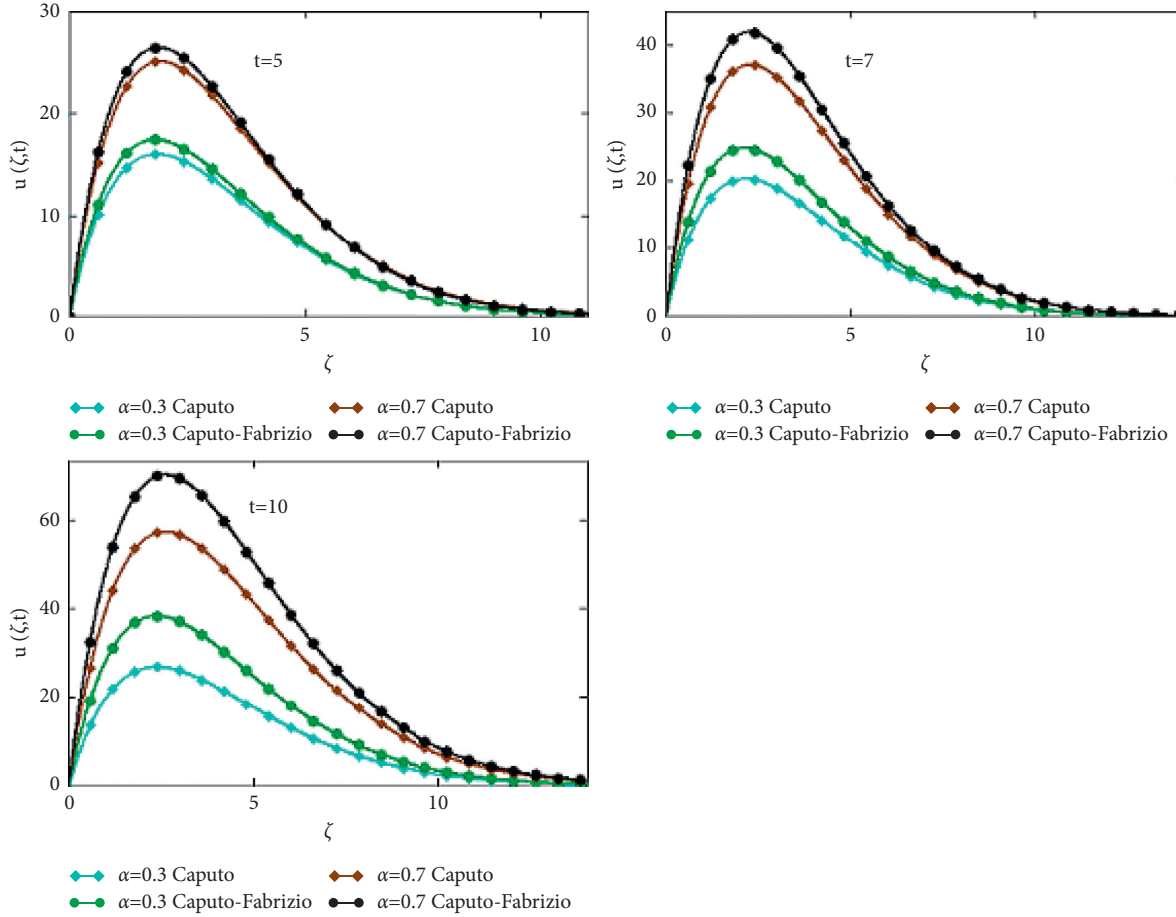 30
20
10
0
u (ζ,t)
t=5
0 5 10
ζ
α=0.3 Caputo α=0.7 Caputo
α=0.3 Caputo-Fabrizio α=0.7 Caputo-Fabrizio
40
30
20
10
0
u (ζ,t)
t=7
0 5 10
ζ
α=0.3 Caputo α=0.7 Caputo
α=0.3 Caputo-Fabrizio α=0.7 Caputo-Fabrizio
60
40
20
0
u (ζ,t)
t=10
0 5 10
ζ
α=0.3 Caputo α=0.7 Caputo
α=0.3 Caputo-Fabrizio α=0.7 Caputo-Fabrizio